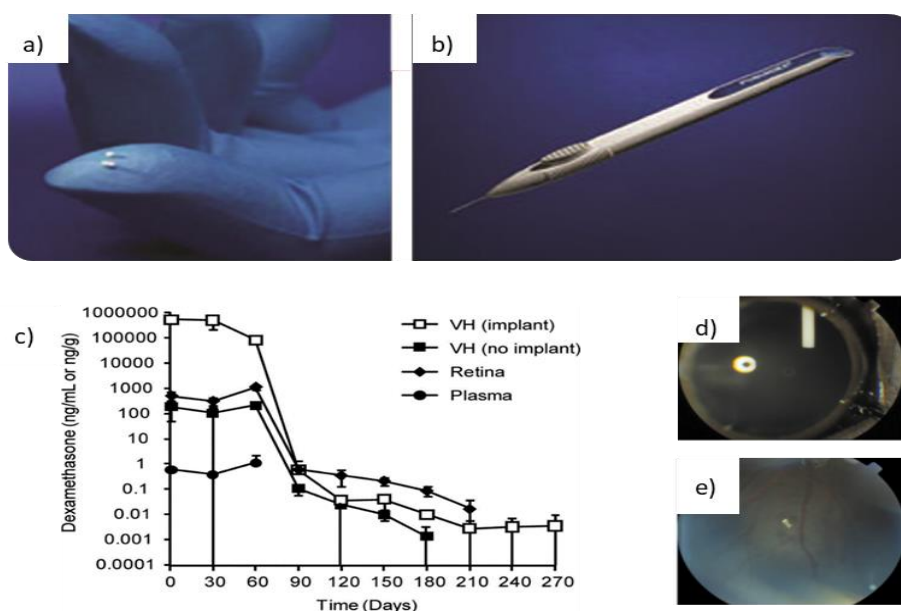 a)
b)
c)
Dexamethasone (ng/mL or ng/g)
1000000
100000
1000
100
10
1
0.1
0.01
0.001
0.0001
0 30 60 90 120 150 180 210 240 270
Time (Days)
VH (implant)
VH (no implant)
Retina
Plasma
d)
e)